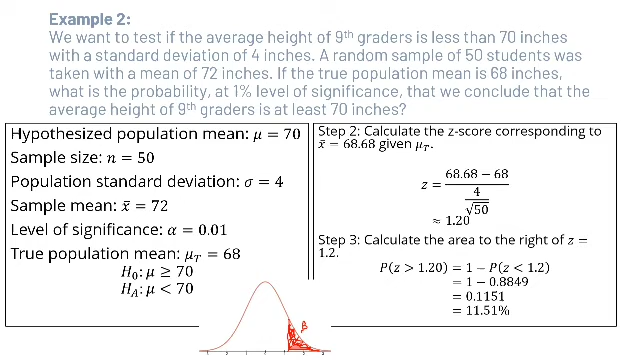 Example 2:
We want to test if the average height of 9th graders is less than 70 inches
with a standard deviation of 4 inches. A random sample of 50 students was
taken with a mean of 72 inches. If the true population mean is 68 inches,
what is the probability, at 1% level of significance, that we conclude that the
average height of 9th graders is at least 70 inches?
Hypothesized population mean: μ = 70
Sample size: n = 50
Population standard deviation: σ = 4
Sample mean: x̄ = 72
Level of significance: α = 0.01
True population mean: μ_T = 68
H₀: μ ≥ 70
H_A: μ < 70
Step 2: Calculate the z-score corresponding to
x̄ = 68.68 given μ_T.
z = (68.68 − 68) / (4/√50)
≈ 1.20
Step 3: Calculate the area to the right of z =
1.2.
P(z > 1.20) = 1 − P(z < 1.2)
= 1 − 0.8849
= 0.1151
= 11.51%
β